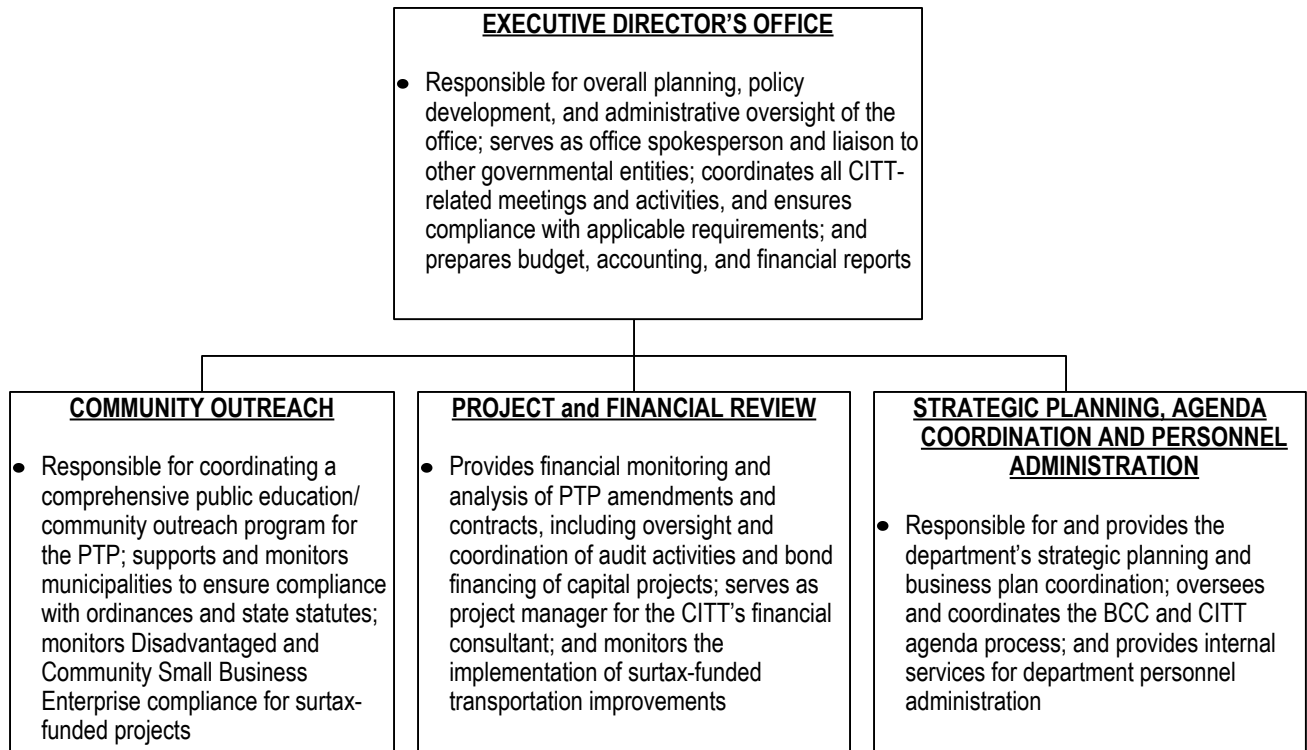 EXECUTIVE DIRECTOR'S OFFICE
• Responsible for overall planning, policy
development, and administrative oversight of the
office; serves as office spokesperson and liaison to
other governmental entities; coordinates all CITT-
related meetings and activities, and ensures
compliance with applicable requirements; and
prepares budget, accounting, and financial reports
COMMUNITY OUTREACH
• Responsible for coordinating a
comprehensive public education/
community outreach program for
the PTP; supports and monitors
municipalities to ensure compliance
with ordinances and state statutes;
monitors Disadvantaged and
Community Small Business
Enterprise compliance for surtax-
funded projects
PROJECT and FINANCIAL REVIEW
• Provides financial monitoring and
analysis of PTP amendments and
contracts, including oversight and
coordination of audit activities and bond
financing of capital projects; serves as
project manager for the CITT's financial
consultant; and monitors the
implementation of surtax-funded
transportation improvements
STRATEGIC PLANNING, AGENDA
COORDINATION AND PERSONNEL
ADMINISTRATION
• Responsible for and provides the
department's strategic planning and
business plan coordination; oversees
and coordinates the BCC and CITT
agenda process; and provides internal
services for department personnel
administration